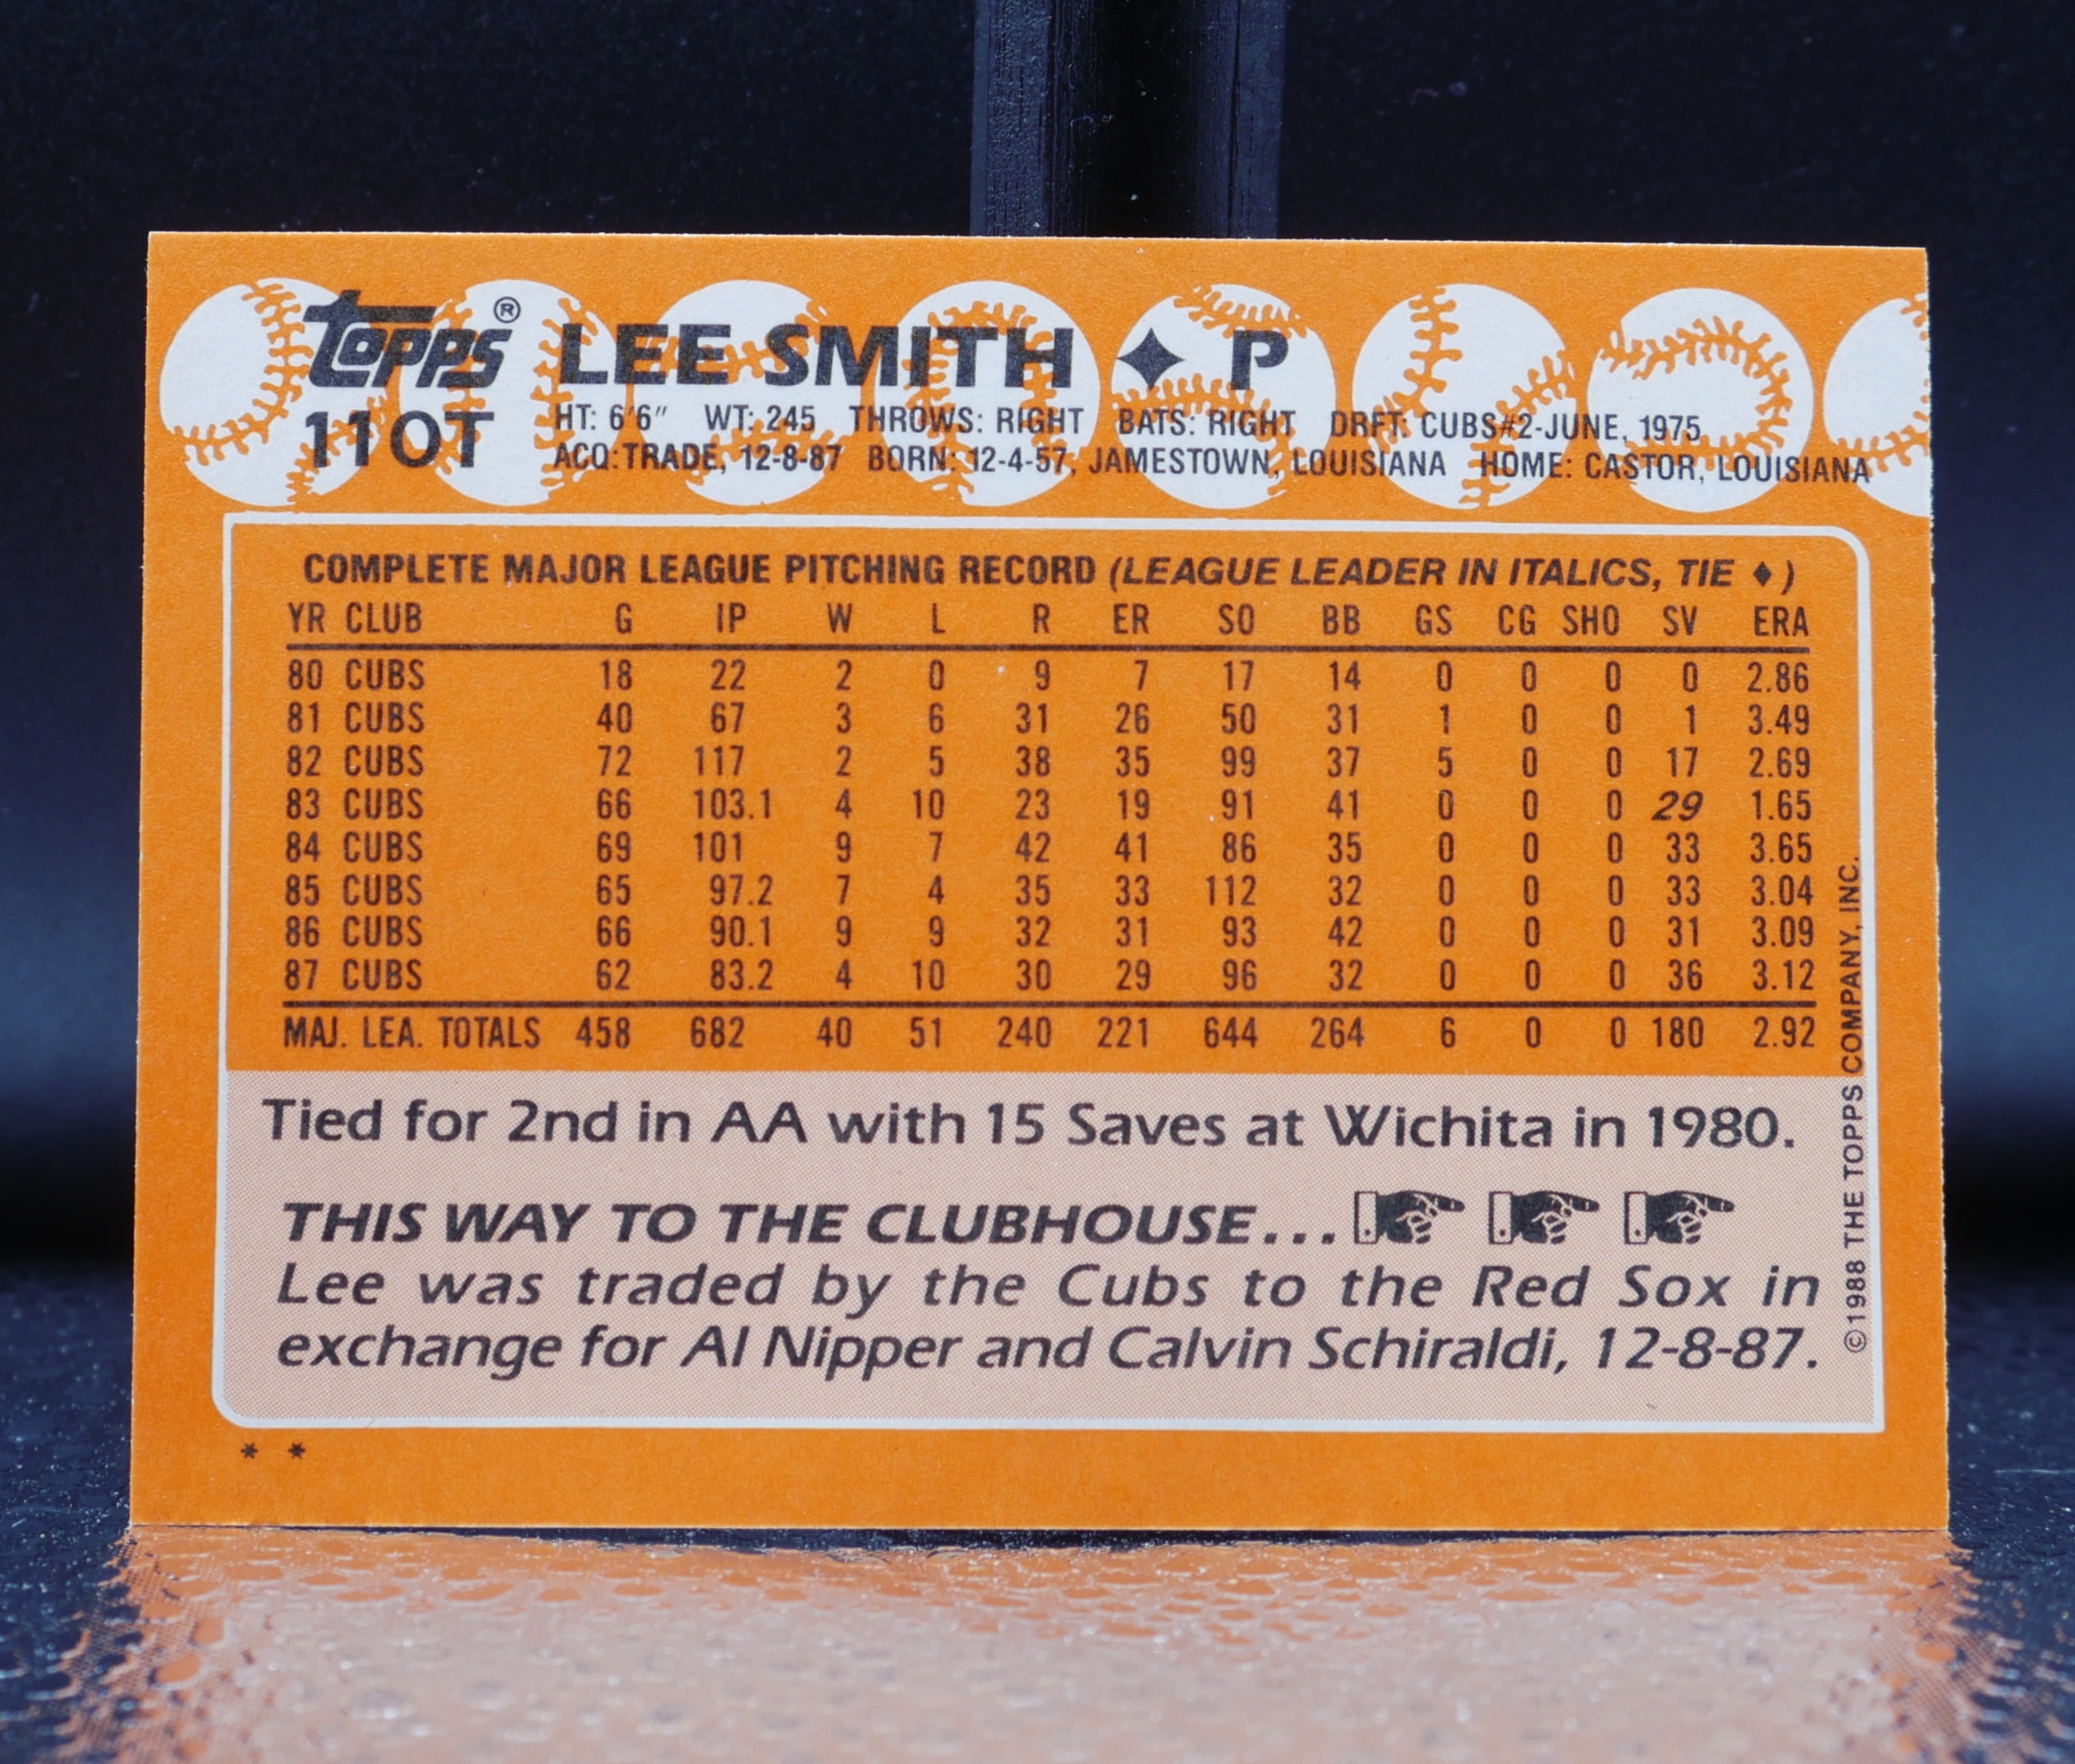 topps® LEE SMITH ✦ P
110T
HT: 6'6" WT: 245 THROWS: RIGHT BATS: RIGHT DRFT: CUBS#2-JUNE, 1975
ACQ: TRADE, 12-8-87 BORN: 12-4-57, JAMESTOWN, LOUISIANA HOME: CASTOR, LOUISIANA
COMPLETE MAJOR LEAGUE PITCHING RECORD (LEAGUE LEADER IN ITALICS, TIE ♦)
YR CLUB G IP W L R ER SO BB GS CG SHO SV ERA
80 CUBS 18 22 2 0 9 7 17 14 0 0 0 0 2.86
81 CUBS 40 67 3 6 31 26 50 31 1 0 0 1 3.49
82 CUBS 72 117 2 5 38 35 99 37 5 0 0 17 2.69
83 CUBS 66 103.1 4 10 23 19 91 41 0 0 0 29 1.65
84 CUBS 69 101 9 7 42 41 86 35 0 0 0 33 3.65
85 CUBS 65 97.2 7 4 35 33 112 32 0 0 0 33 3.04
86 CUBS 66 90.1 9 9 32 31 93 42 0 0 0 31 3.09
87 CUBS 62 83.2 4 10 30 29 96 32 0 0 0 36 3.12
MAJ. LEA. TOTALS 458 682 40 51 240 221 644 264 6 0 0 180 2.92
Tied for 2nd in AA with 15 Saves at Wichita in 1980.
THIS WAY TO THE CLUBHOUSE...
Lee was traded by the Cubs to the Red Sox in
exchange for Al Nipper and Calvin Schiraldi, 12-8-87.
©1988 THE TOPPS COMPANY, INC.
* *